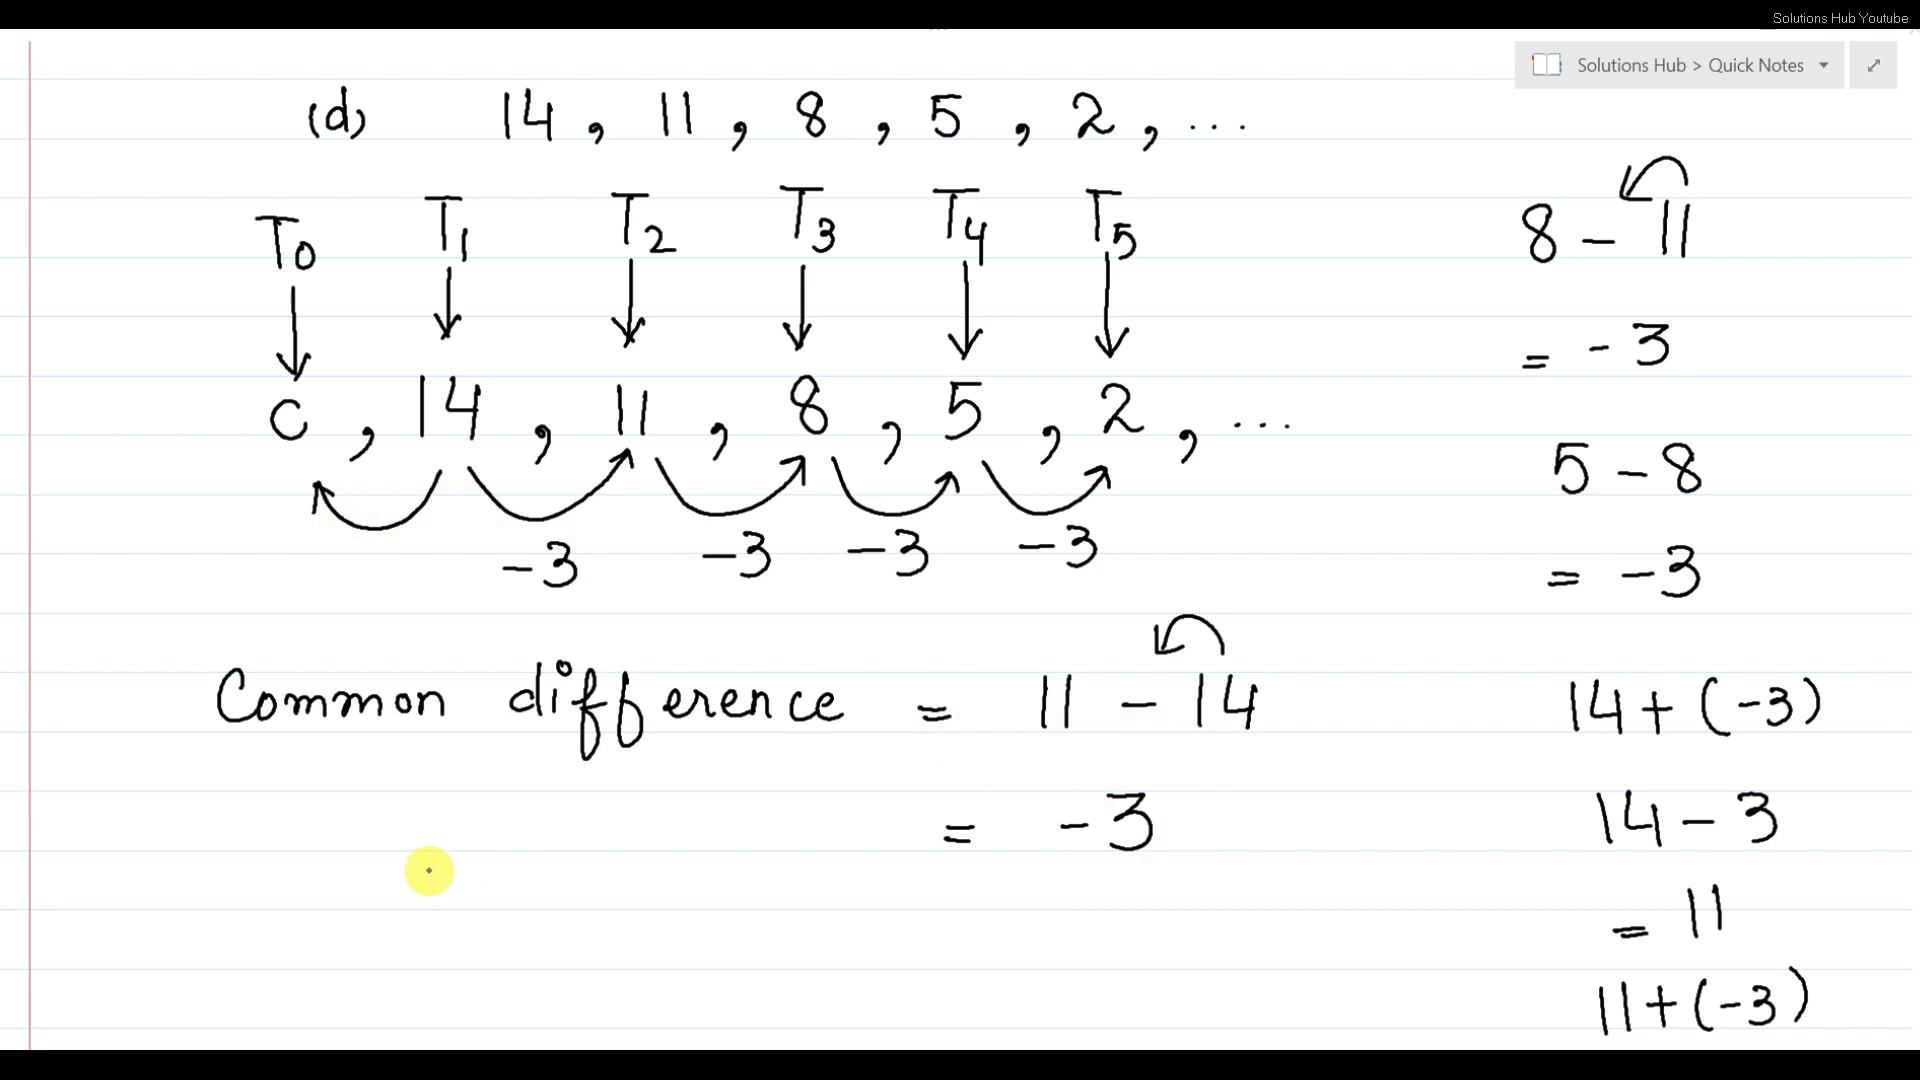 Solutions Hub Youtube
Solutions Hub > Quick Notes
(d) 14 , 11 , 8 , 5 , 2 , ...
T0 T1 T2 T3 T4 T5
C , 14 , 11 , 8 , 5 , 2 , ...
-3 -3 -3 -3
Common difference = 11 - 14
= -3
8 - 11
= -3
5 - 8
= -3
14 + (-3)
14 - 3
= 11
11 + (-3)